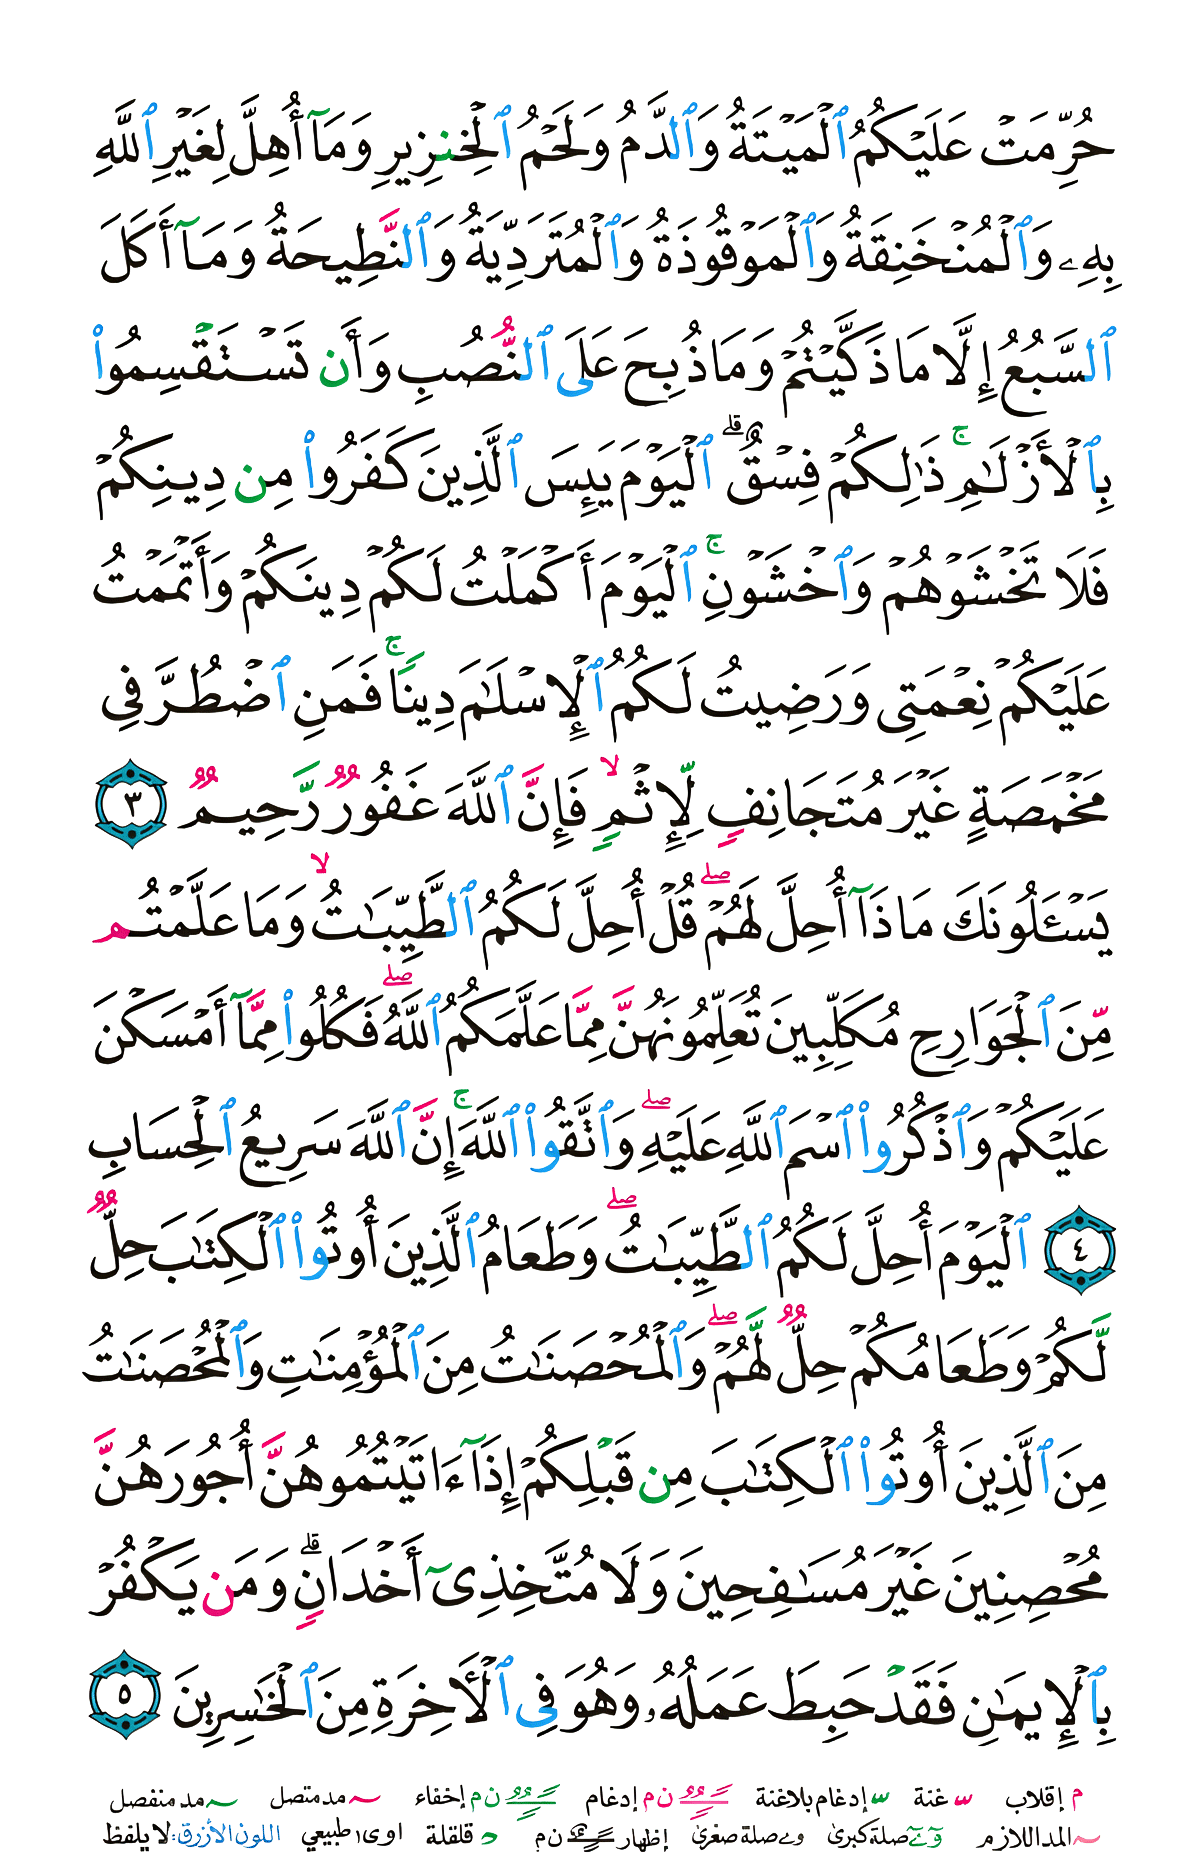 حُرِّمَتۡ عَلَيۡكُمُ ٱلۡمَيۡتَةُ وَٱلدَّمُ وَلَحۡمُ ٱلۡخِنزِيرِ وَمَآ أُهِلَّ لِغَيۡرِ ٱللَّهِ
بِهِۦ وَٱلۡمُنۡخَنِقَةُ وَٱلۡمَوۡقُوذَةُ وَٱلۡمُتَرَدِّيَةُ وَٱلنَّطِيحَةُ وَمَآ أَكَلَ
ٱلسَّبُعُ إِلَّا مَا ذَكَّيۡتُمۡ وَمَا ذُبِحَ عَلَى ٱلنُّصُبِ وَأَن تَسۡتَقۡسِمُواْ
بِٱلۡأَزۡلَٰمِۚ ذَٰلِكُمۡ فِسۡقٌۗ ٱلۡيَوۡمَ يَئِسَ ٱلَّذِينَ كَفَرُواْ مِن دِينِكُمۡ
فَلَا تَخۡشَوۡهُمۡ وَٱخۡشَوۡنِۚ ٱلۡيَوۡمَ أَكۡمَلۡتُ لَكُمۡ دِينَكُمۡ وَأَتۡمَمۡتُ
عَلَيۡكُمۡ نِعۡمَتِى وَرَضِيتُ لَكُمُ ٱلۡإِسۡلَٰمَ دِينًاۚ فَمَنِ ٱضۡطُرَّ فِى
مَخۡمَصَةٍ غَيۡرَ مُتَجَانِفٍ لِّإِثۡمٍۙ فَإِنَّ ٱللَّهَ غَفُورٌ رَّحِيمٌ ٣
يَسۡـَٔلُونَكَ مَاذَآ أُحِلَّ لَهُمۡۖ قُلۡ أُحِلَّ لَكُمُ ٱلطَّيِّبَٰتُۙ وَمَا عَلَّمۡتُم
مِّنَ ٱلۡجَوَارِحِ مُكَلِّبِينَ تُعَلِّمُونَهُنَّ مِمَّا عَلَّمَكُمُ ٱللَّهُۖ فَكُلُواْ مِمَّآ أَمۡسَكۡنَ
عَلَيۡكُمۡ وَٱذۡكُرُواْ ٱسۡمَ ٱللَّهِ عَلَيۡهِۖ وَٱتَّقُواْ ٱللَّهَۚ إِنَّ ٱللَّهَ سَرِيعُ ٱلۡحِسَابِ
٤ ٱلۡيَوۡمَ أُحِلَّ لَكُمُ ٱلطَّيِّبَٰتُۖ وَطَعَامُ ٱلَّذِينَ أُوتُواْ ٱلۡكِتَٰبَ حِلٌّ
لَّكُمۡ وَطَعَامُكُمۡ حِلٌّ لَّهُمۡۖ وَٱلۡمُحۡصَنَٰتُ مِنَ ٱلۡمُؤۡمِنَٰتِ وَٱلۡمُحۡصَنَٰتُ
مِنَ ٱلَّذِينَ أُوتُواْ ٱلۡكِتَٰبَ مِن قَبۡلِكُمۡ إِذَآ ءَاتَيۡتُمُوهُنَّ أُجُورَهُنَّ
مُحۡصِنِينَ غَيۡرَ مُسَٰفِحِينَ وَلَا مُتَّخِذِىٓ أَخۡدَانٍۗ وَمَن يَكۡفُرۡ
بِٱلۡإِيمَٰنِ فَقَدۡ حَبِطَ عَمَلُهُۥ وَهُوَ فِى ٱلۡأَخِرَةِ مِنَ ٱلۡخَٰسِرِينَ ٥
م إقلاب ّ غنة ّ إدغام بلاغنة ن م إدغام ن م إخفاء ~ مد متصل ~ مد منفصل
~ المد اللازم وٓ ےٓ صلة كبرى و ے صلة صغرى إظهار ن م د قلقلة اوى طبيعي اللون الأزرق: لا يلفظ